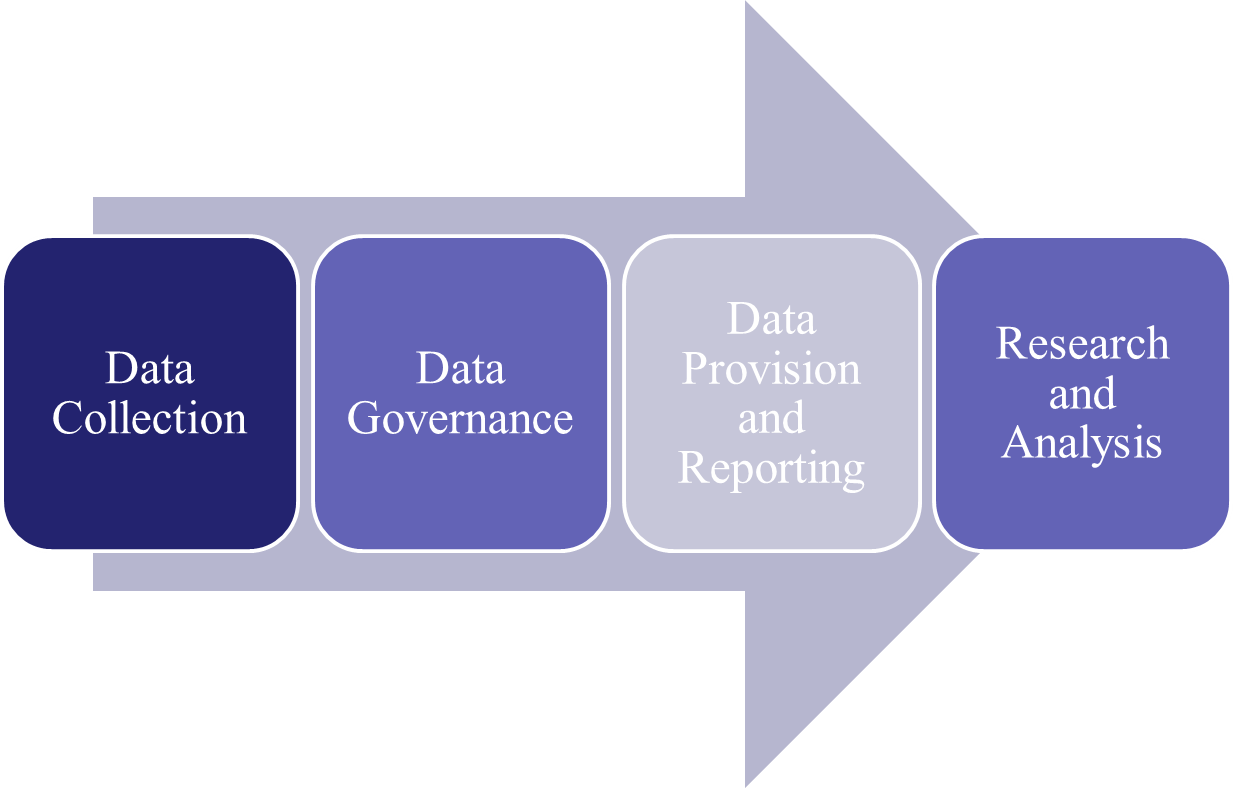 Data
Collection
Data
Governance
Data
Provision
and
Reporting
Research
and
Analysis